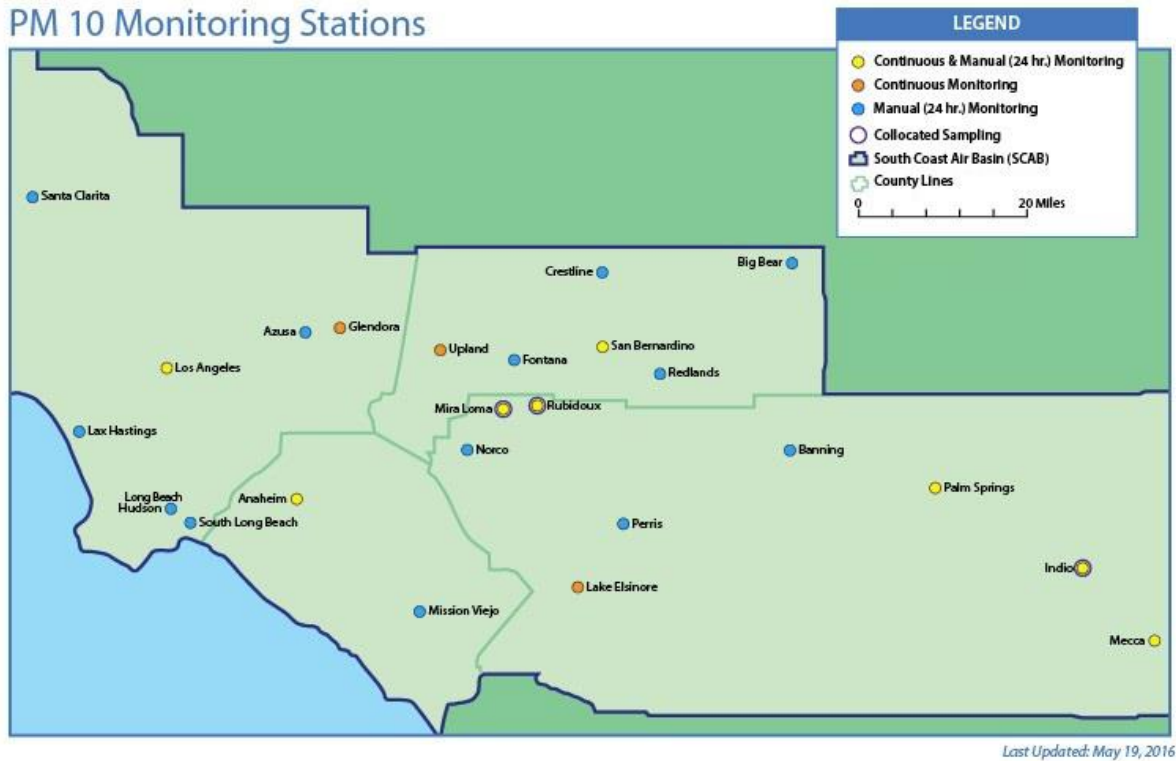 PM 10 Monitoring Stations
LEGEND
Continuous & Manual (24 hr.) Monitoring
Continuous Monitoring
Manual (24 hr.) Monitoring
Collocated Sampling
South Coast Air Basin (SCAB)
County Lines
0 20 Miles
Santa Clarita
Crestline
Big Bear
Azusa
Glendora
Upland
Fontana
San Bernardino
Redlands
Los Angeles
Mira Loma
Rubidoux
Lax Hastings
Norco
Banning
Long Beach
Hudson
South Long Beach
Anaheim
Palm Springs
Perris
Indio
Lake Elsinore
Mission Viejo
Mecca
Last Updated: May 19, 2016